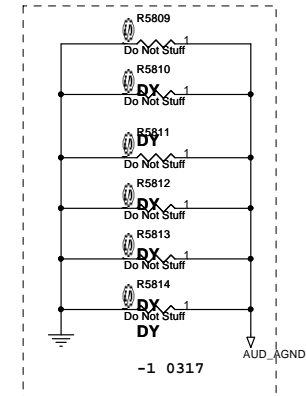 R5809
1
Do Not Stuff
R5810
DY
1
Do Not Stuff
DY
R5811
1
Do Not Stuff
R5812
DY
1
Do Not Stuff
R5813
1
Do Not Stuff
R5814
DY
1
Do Not Stuff
DY
AUD_AGND
-1 0317